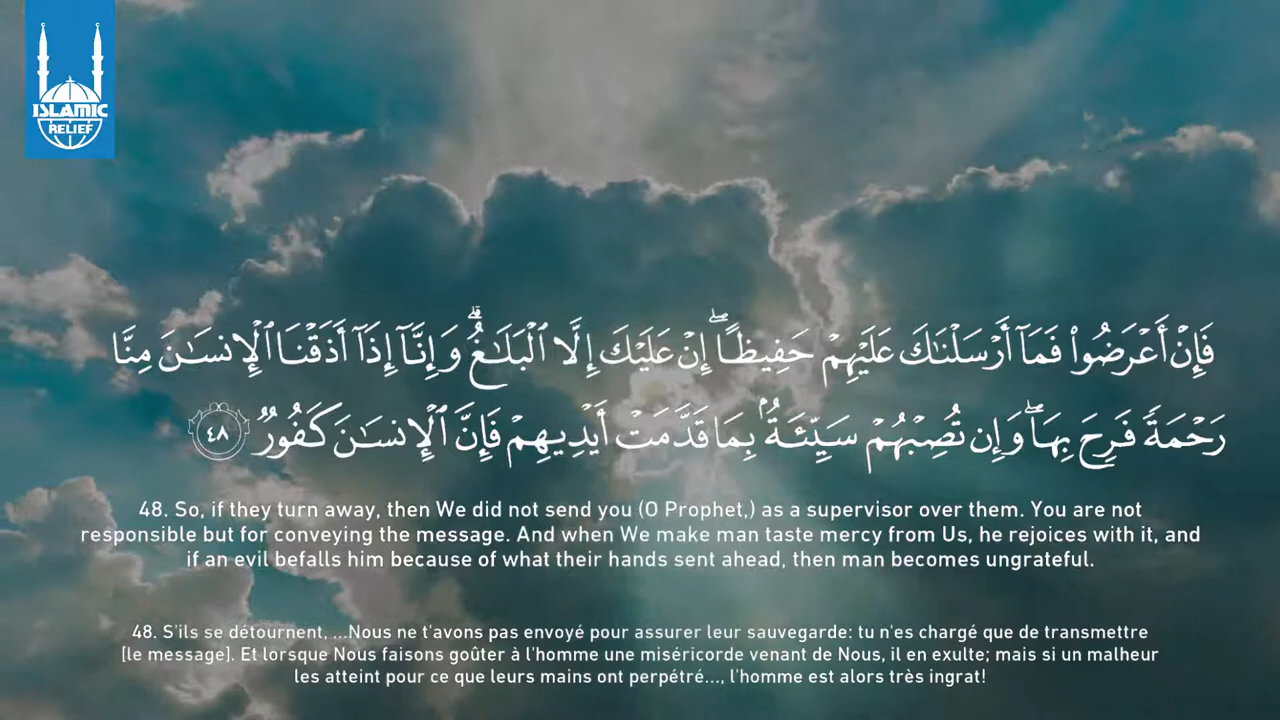 ISLAMIC
RELIEF
فَإِنْ أَعْرَضُوا۟ فَمَآ أَرْسَلْنَـٰكَ عَلَيْهِمْ حَفِيظًا ۖ إِنْ عَلَيْكَ إِلَّا ٱلْبَلَـٰغُ ۗ وَإِنَّآ إِذَآ أَذَقْنَا ٱلْإِنسَـٰنَ مِنَّا
رَحْمَةً فَرِحَ بِهَا ۖ وَإِن تُصِبْهُمْ سَيِّئَةٌۢ بِمَا قَدَّمَتْ أَيْدِيهِمْ فَإِنَّ ٱلْإِنسَـٰنَ كَفُورٌ ٤٨
48. So, if they turn away, then We did not send you (O Prophet,) as a supervisor over them. You are not
responsible but for conveying the message. And when We make man taste mercy from Us, he rejoices with it, and
if an evil befalls him because of what their hands sent ahead, then man becomes ungrateful.
48. S'ils se détournent, ...Nous ne t'avons pas envoyé pour assurer leur sauvegarde: tu n'es chargé que de transmettre
[le message]. Et lorsque Nous faisons goûter à l'homme une miséricorde venant de Nous, il en exulte; mais si un malheur
les atteint pour ce que leurs mains ont perpétré..., l'homme est alors très ingrat!